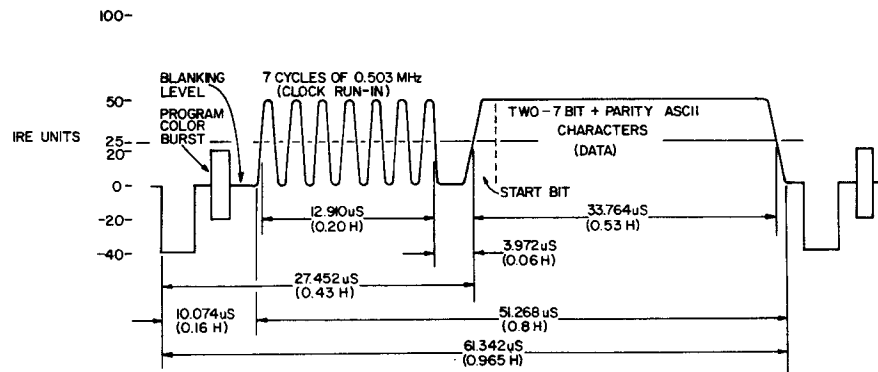 100-
BLANKING
LEVEL
7 CYCLES OF 0.503 MHz
(CLOCK RUN-IN)
50-
PROGRAM
COLOR
BURST
TWO-7 BIT + PARITY ASCII
CHARACTERS
(DATA)
IRE UNITS
25-
20
0-
START BIT
-20-
-40-
12.910uS
(0.20 H)
33.764uS
(0.53 H)
3.972uS
(0.06 H)
27.452uS
(0.43 H)
10.074uS
(0.16 H)
51.268uS
(0.8 H)
61.342uS
(0.965 H)